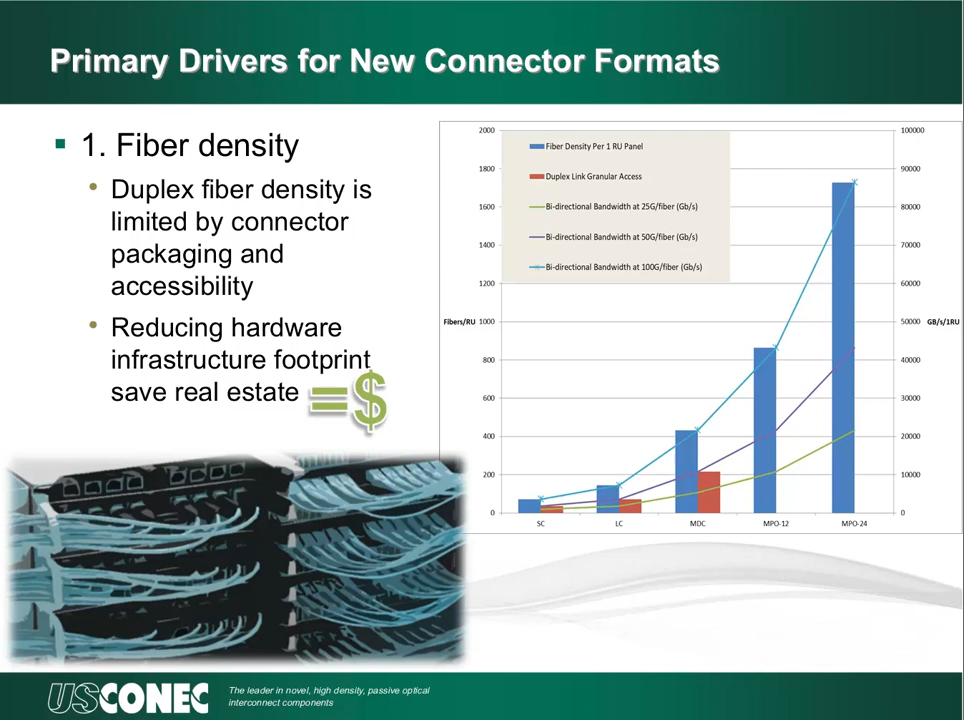 Primary Drivers for New Connector Formats
1. Fiber density
Duplex fiber density is
limited by connector
packaging and
accessibility
Reducing hardware
infrastructure footprint
save real estate =$
2000
1800
1600
1400
1200
1000
800
600
400
200
0
Fibers/RU
Fiber Density Per 1 RU Panel
Duplex Link Granular Access
Bi-directional Bandwidth at 25G/fiber (Gb/s)
Bi-directional Bandwidth at 50G/fiber (Gb/s)
Bi-directional Bandwidth at 100G/fiber (Gb/s)
100000
90000
80000
70000
60000
50000
40000
30000
20000
10000
0
GB/s/1RU
SC LC MDC MPO-12 MPO-24
USCONEC
The leader in novel, high density, passive optical
interconnect components